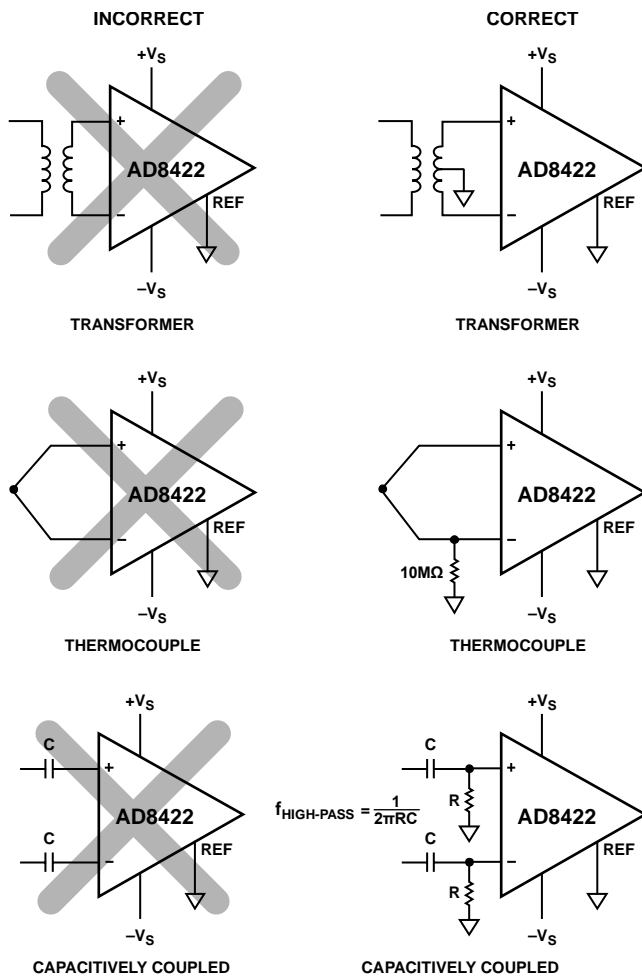 INCORRECT
CORRECT
+VS
+
AD8422
−
REF
−VS
TRANSFORMER
+VS
+
AD8422
−
REF
−VS
TRANSFORMER
+VS
+
AD8422
−
REF
−VS
THERMOCOUPLE
+VS
+
AD8422
−
REF
10MΩ
−VS
THERMOCOUPLE
+VS
C
+
AD8422
C
−
REF
−VS
CAPACITIVELY COUPLED
fHIGH-PASS = 1/2πRC
+VS
C
+
R
AD8422
C
−
REF
R
−VS
CAPACITIVELY COUPLED